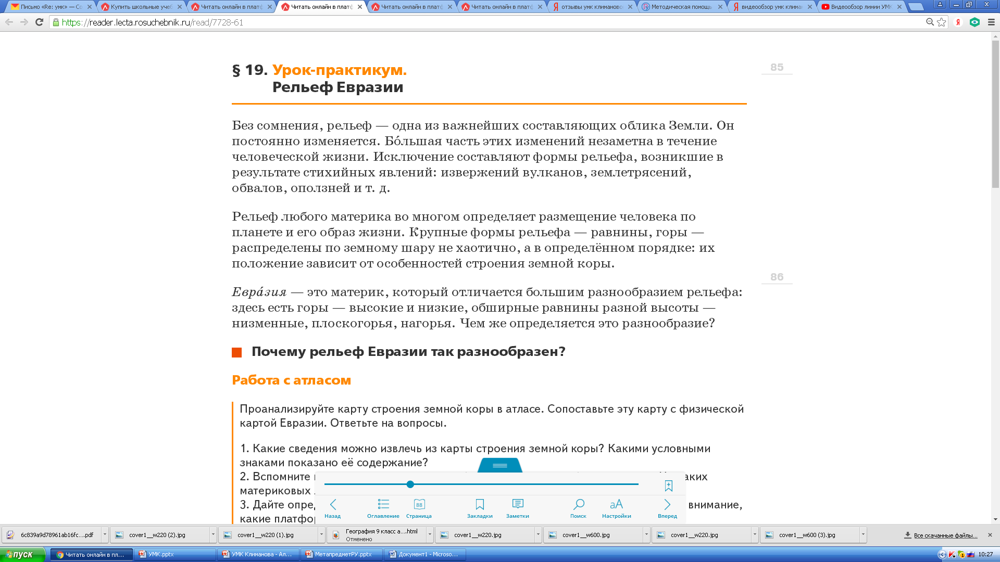 Письмо «Re: умк» — Co
Купить школьные учеб
Читать онлайн в платф
Читать онлайн в платф
Читать онлайн в платф
Читать онлайн в платф
отзывы умк климаново
Методическая помощь
видеообзор умк клима
Видеообзор линии УМК
https://reader.lecta.rosuchebnik.ru/read/7728-61
§ 19. Урок-практикум.
Рельеф Евразии
85
Без сомнения, рельеф — одна из важнейших составляющих облика Земли. Он
постоянно изменяется. Бо́льшая часть этих изменений незаметна в течение
человеческой жизни. Исключение составляют формы рельефа, возникшие в
результате стихийных явлений: извержений вулканов, землетрясений,
обвалов, оползней и т. д.
Рельеф любого материка во многом определяет размещение человека по
планете и его образ жизни. Крупные формы рельефа — равнины, горы —
распределены по земному шару не хаотично, а в определённом порядке: их
положение зависит от особенностей строения земной коры.
86
Евра́зия — это материк, который отличается большим разнообразием рельефа:
здесь есть горы — высокие и низкие, обширные равнины разной высоты —
низменные, плоскогорья, нагорья. Чем же определяется это разнообразие?
Почему рельеф Евразии так разнообразен?
Работа с атласом
Проанализируйте карту строения земной коры в атласе. Сопоставьте эту карту с физической
картой Евразии. Ответьте на вопросы.
1. Какие сведения можно извлечь из карты строения земной коры? Какими условными
знаками показано её содержание?
2. Вспомните
материковых
3. Дайте опред внимание,
какие платфор
88
Назад Оглавление Страница Закладки Заметки Поиск aA Настройки Вперед
6c839a9d78961ab16fc....pdf
cover1__w220 (2).jpg
cover1__w220 (1).jpg
География 9 класс а....html
Отменено
cover1__w220.jpg
cover1__w600.jpg
cover1__w220.jpg
cover1__w600 (3).jpg
Все скачанные файлы...
пуск
Читать онлайн в пл...
УМК.pptx
УМК Климанова - Ал...
МетапредметРУ.pptx
Документ1 - Microso...
10:27